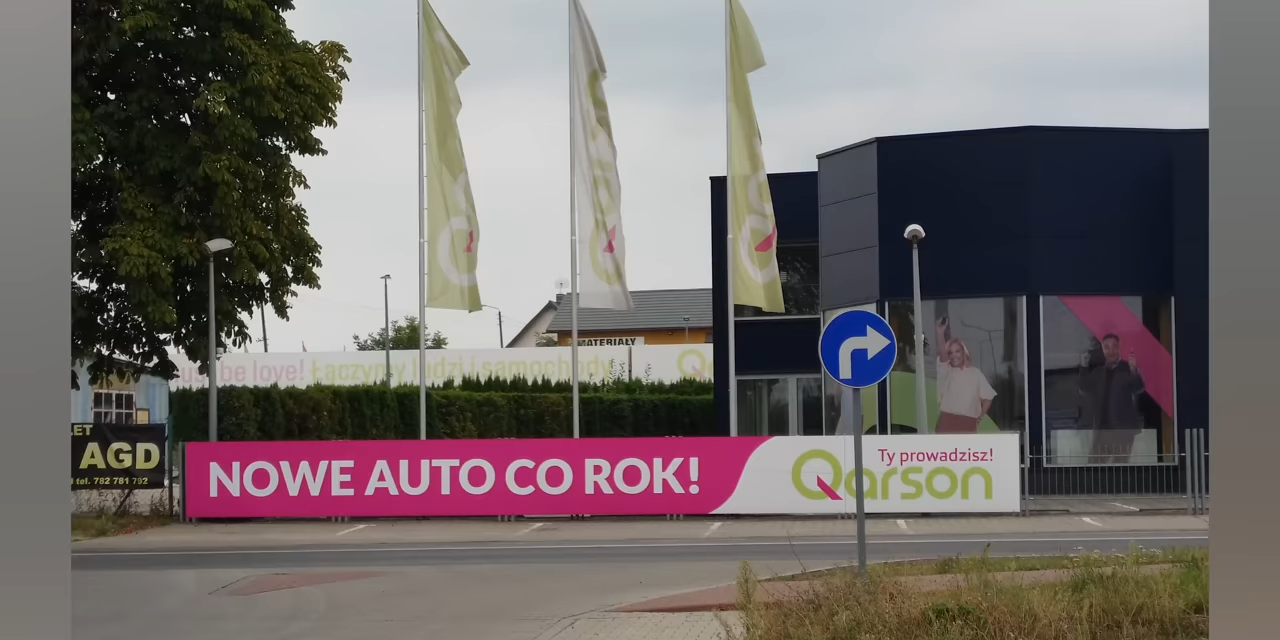 MATERIAŁY
be love! Łączymy ludzi i samochody
AGD
tel. 782 781 792
NOWE AUTO CO ROK!
Ty prowadzisz!
Qarson